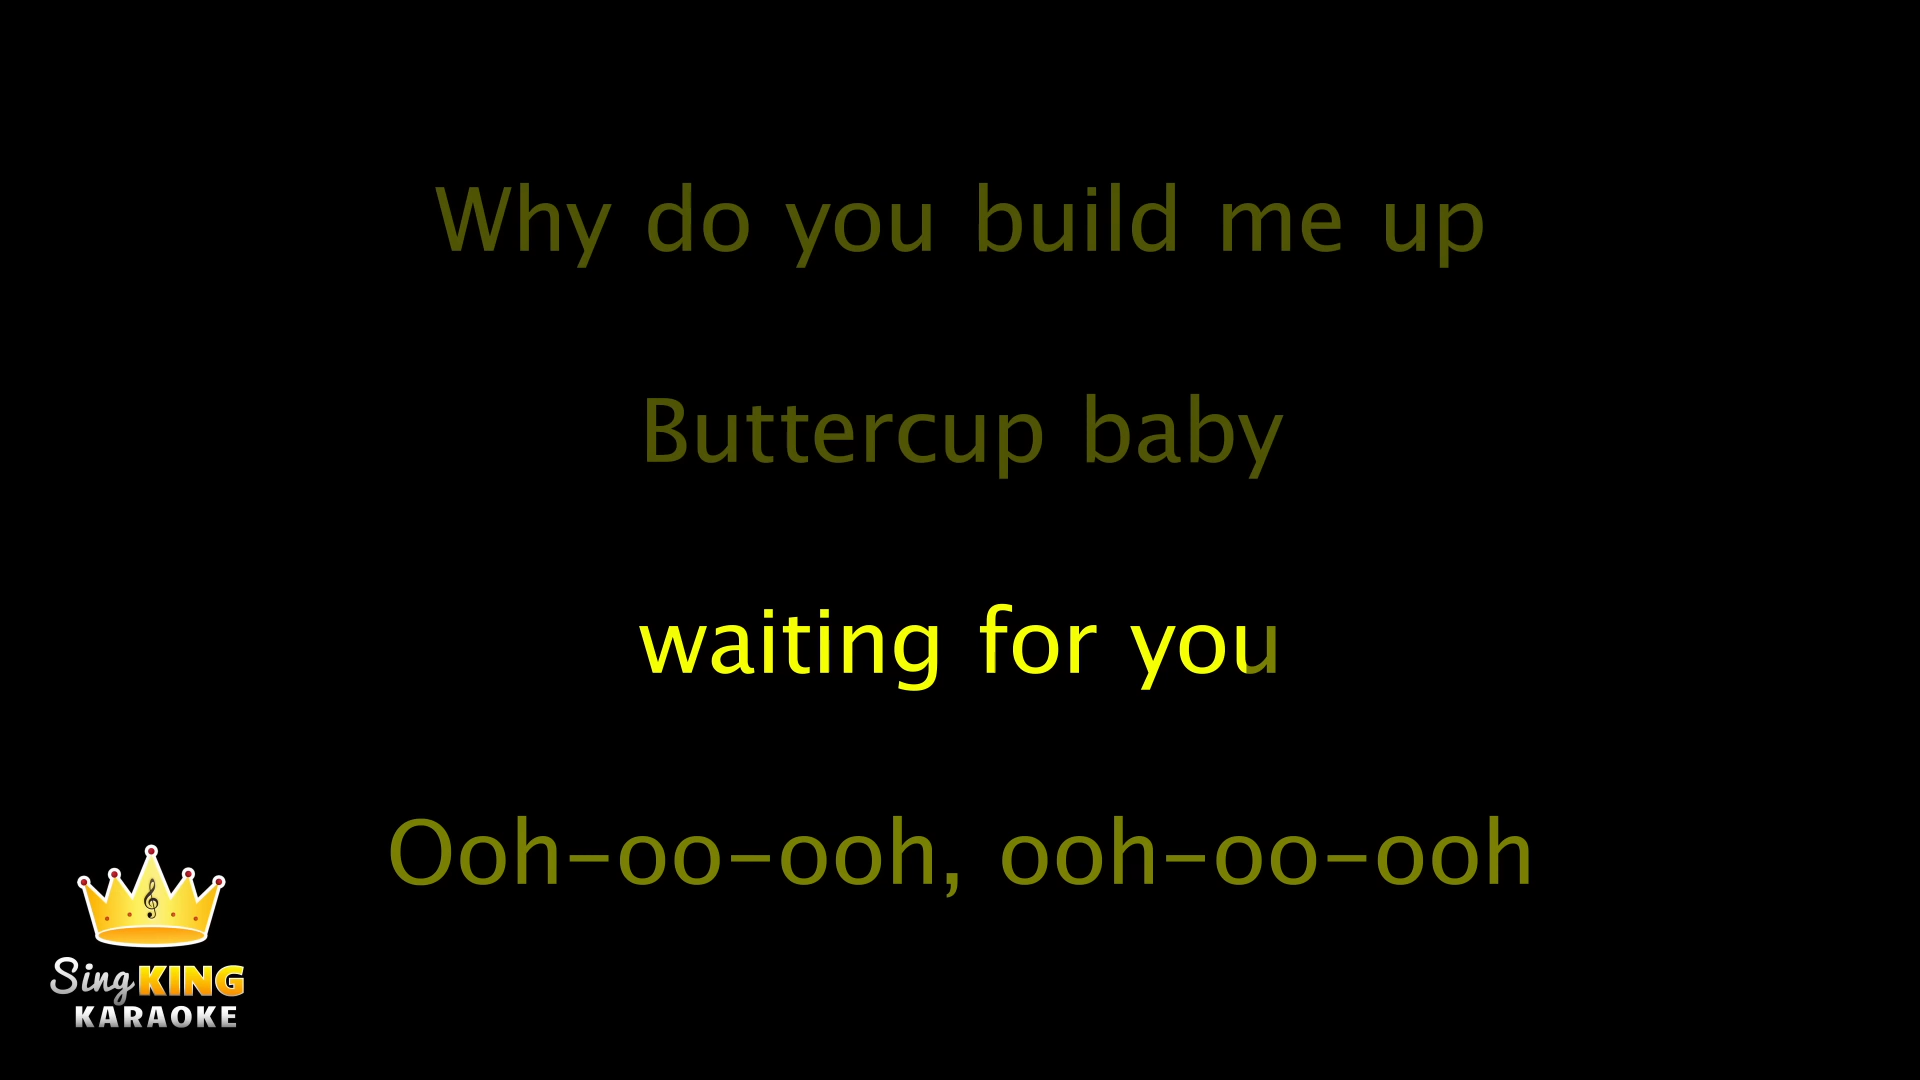 Why do you build me up
Buttercup baby
waiting for you
Ooh-oo-ooh, ooh-oo-ooh
Sing KING
KARAOKE